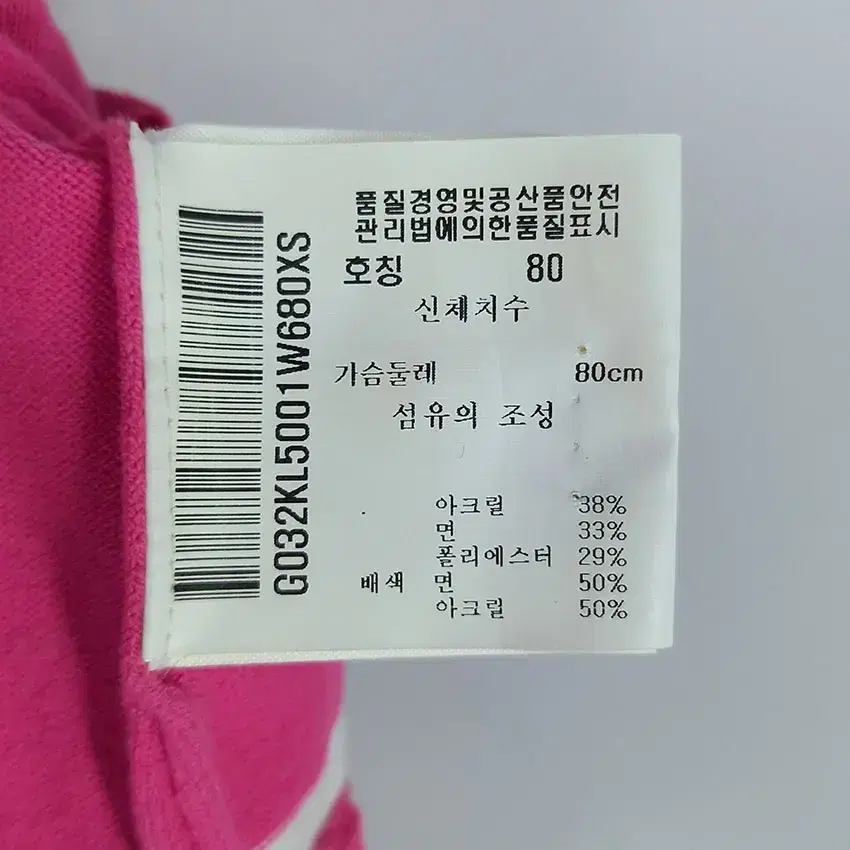 품질경영및공산품안전
관리법에의한품질표시
호칭 80
신체치수
가슴둘레 80cm
섬유의 조성
아크릴 38%
면 33%
폴리에스터 29%
배색 면 50%
아크릴 50%
G032KL5001W680XS